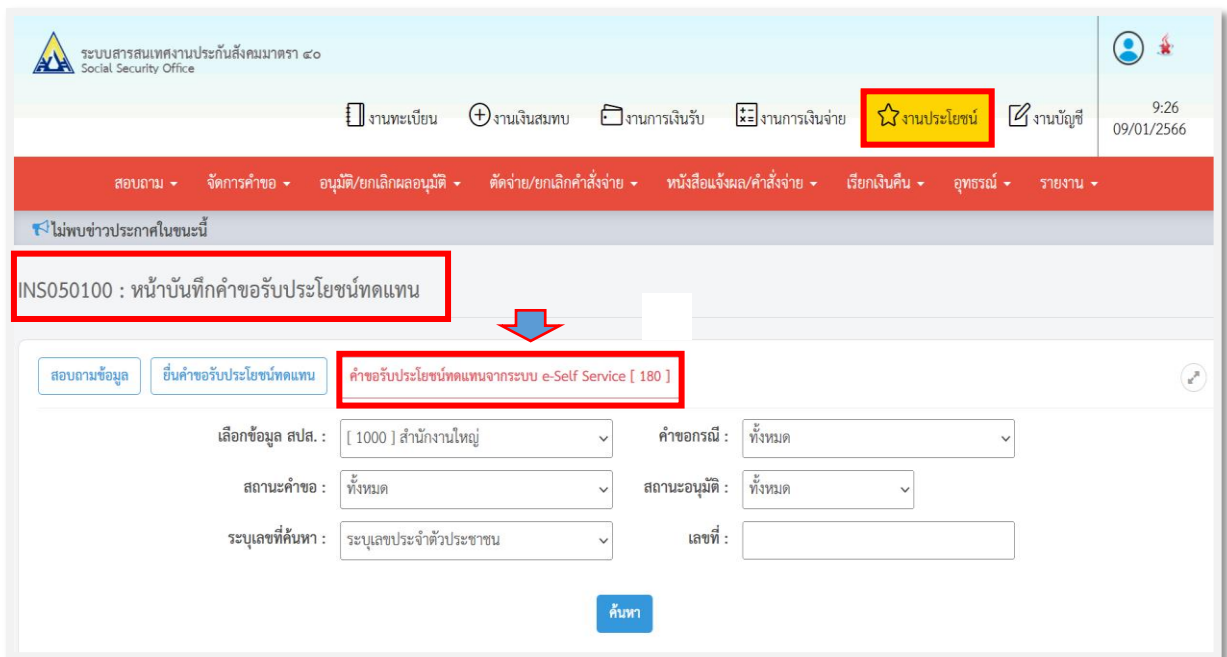 ระบบสารสนเทศงานประกันสังคมมาตรา ๔๐
Social Security Office
งานทะเบียน งานเงินสมทบ งานการเงินรับ งานการเงินจ่าย งานประโยชน์ งานบัญชี
9:26
09/01/2566
สอบถาม จัดการคำขอ อนุมัติ/ยกเลิกผลอนุมัติ ตัดจ่าย/ยกเลิกคำสั่งจ่าย หนังสือแจ้งผล/คำสั่งจ่าย เรียกเงินคืน อุทธรณ์ รายงาน
ไม่พบข่าวประกาศในขณะนี้
INS050100 : หน้าบันทึกคำขอรับประโยชน์ทดแทน
สอบถามข้อมูล ยื่นคำขอรับประโยชน์ทดแทน คำขอรับประโยชน์ทดแทนจากระบบ e-Self Service [ 180 ]
เลือกข้อมูล สปส. : [ 1000 ] สำนักงานใหญ่ คำขอกรณี : ทั้งหมด
สถานะคำขอ : ทั้งหมด สถานะอนุมัติ : ทั้งหมด
ระบุเลขที่ค้นหา : ระบุเลขประจำตัวประชาชน เลขที่ :
ค้นหา